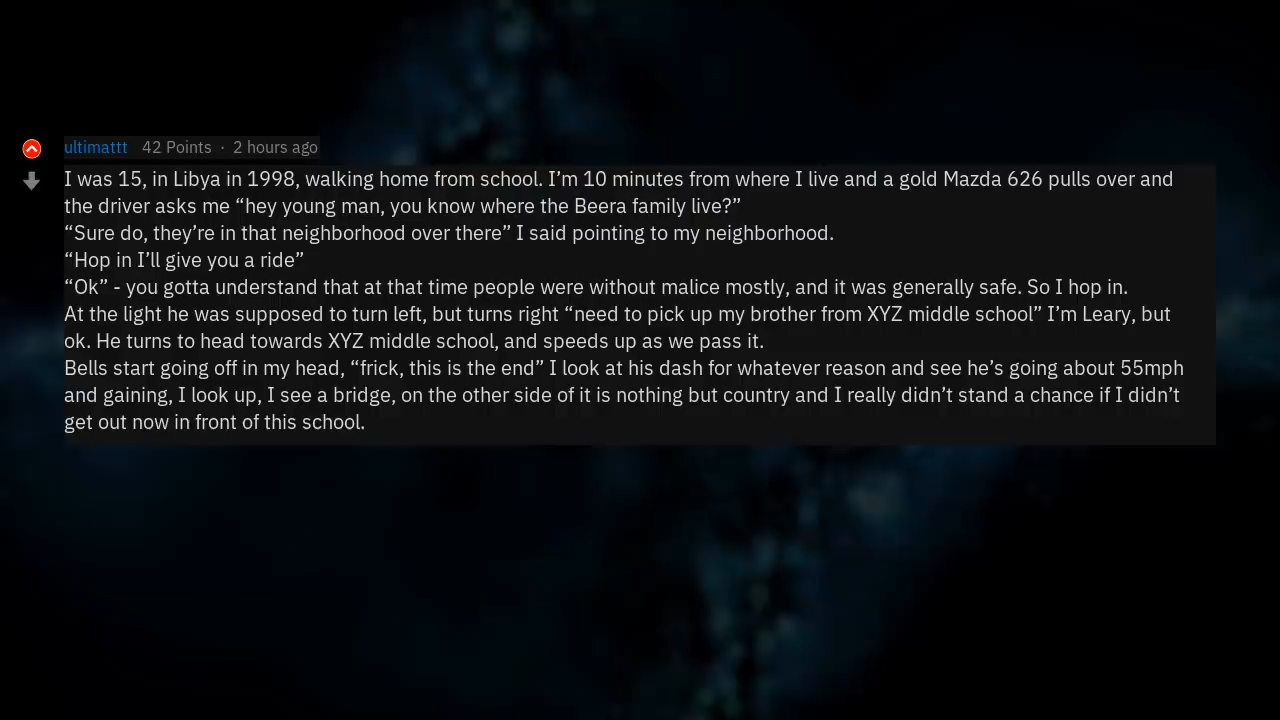 ultimattt 42 Points · 2 hours ago
I was 15, in Libya in 1998, walking home from school. I’m 10 minutes from where I live and a gold Mazda 626 pulls over and
the driver asks me “hey young man, you know where the Beera family live?”
“Sure do, they’re in that neighborhood over there” I said pointing to my neighborhood.
“Hop in I’ll give you a ride”
“Ok” - you gotta understand that at that time people were without malice mostly, and it was generally safe. So I hop in.
At the light he was supposed to turn left, but turns right “need to pick up my brother from XYZ middle school” I’m Leary, but
ok. He turns to head towards XYZ middle school, and speeds up as we pass it.
Bells start going off in my head, “frick, this is the end” I look at his dash for whatever reason and see he’s going about 55mph
and gaining, I look up, I see a bridge, on the other side of it is nothing but country and I really didn’t stand a chance if I didn’t
get out now in front of this school.